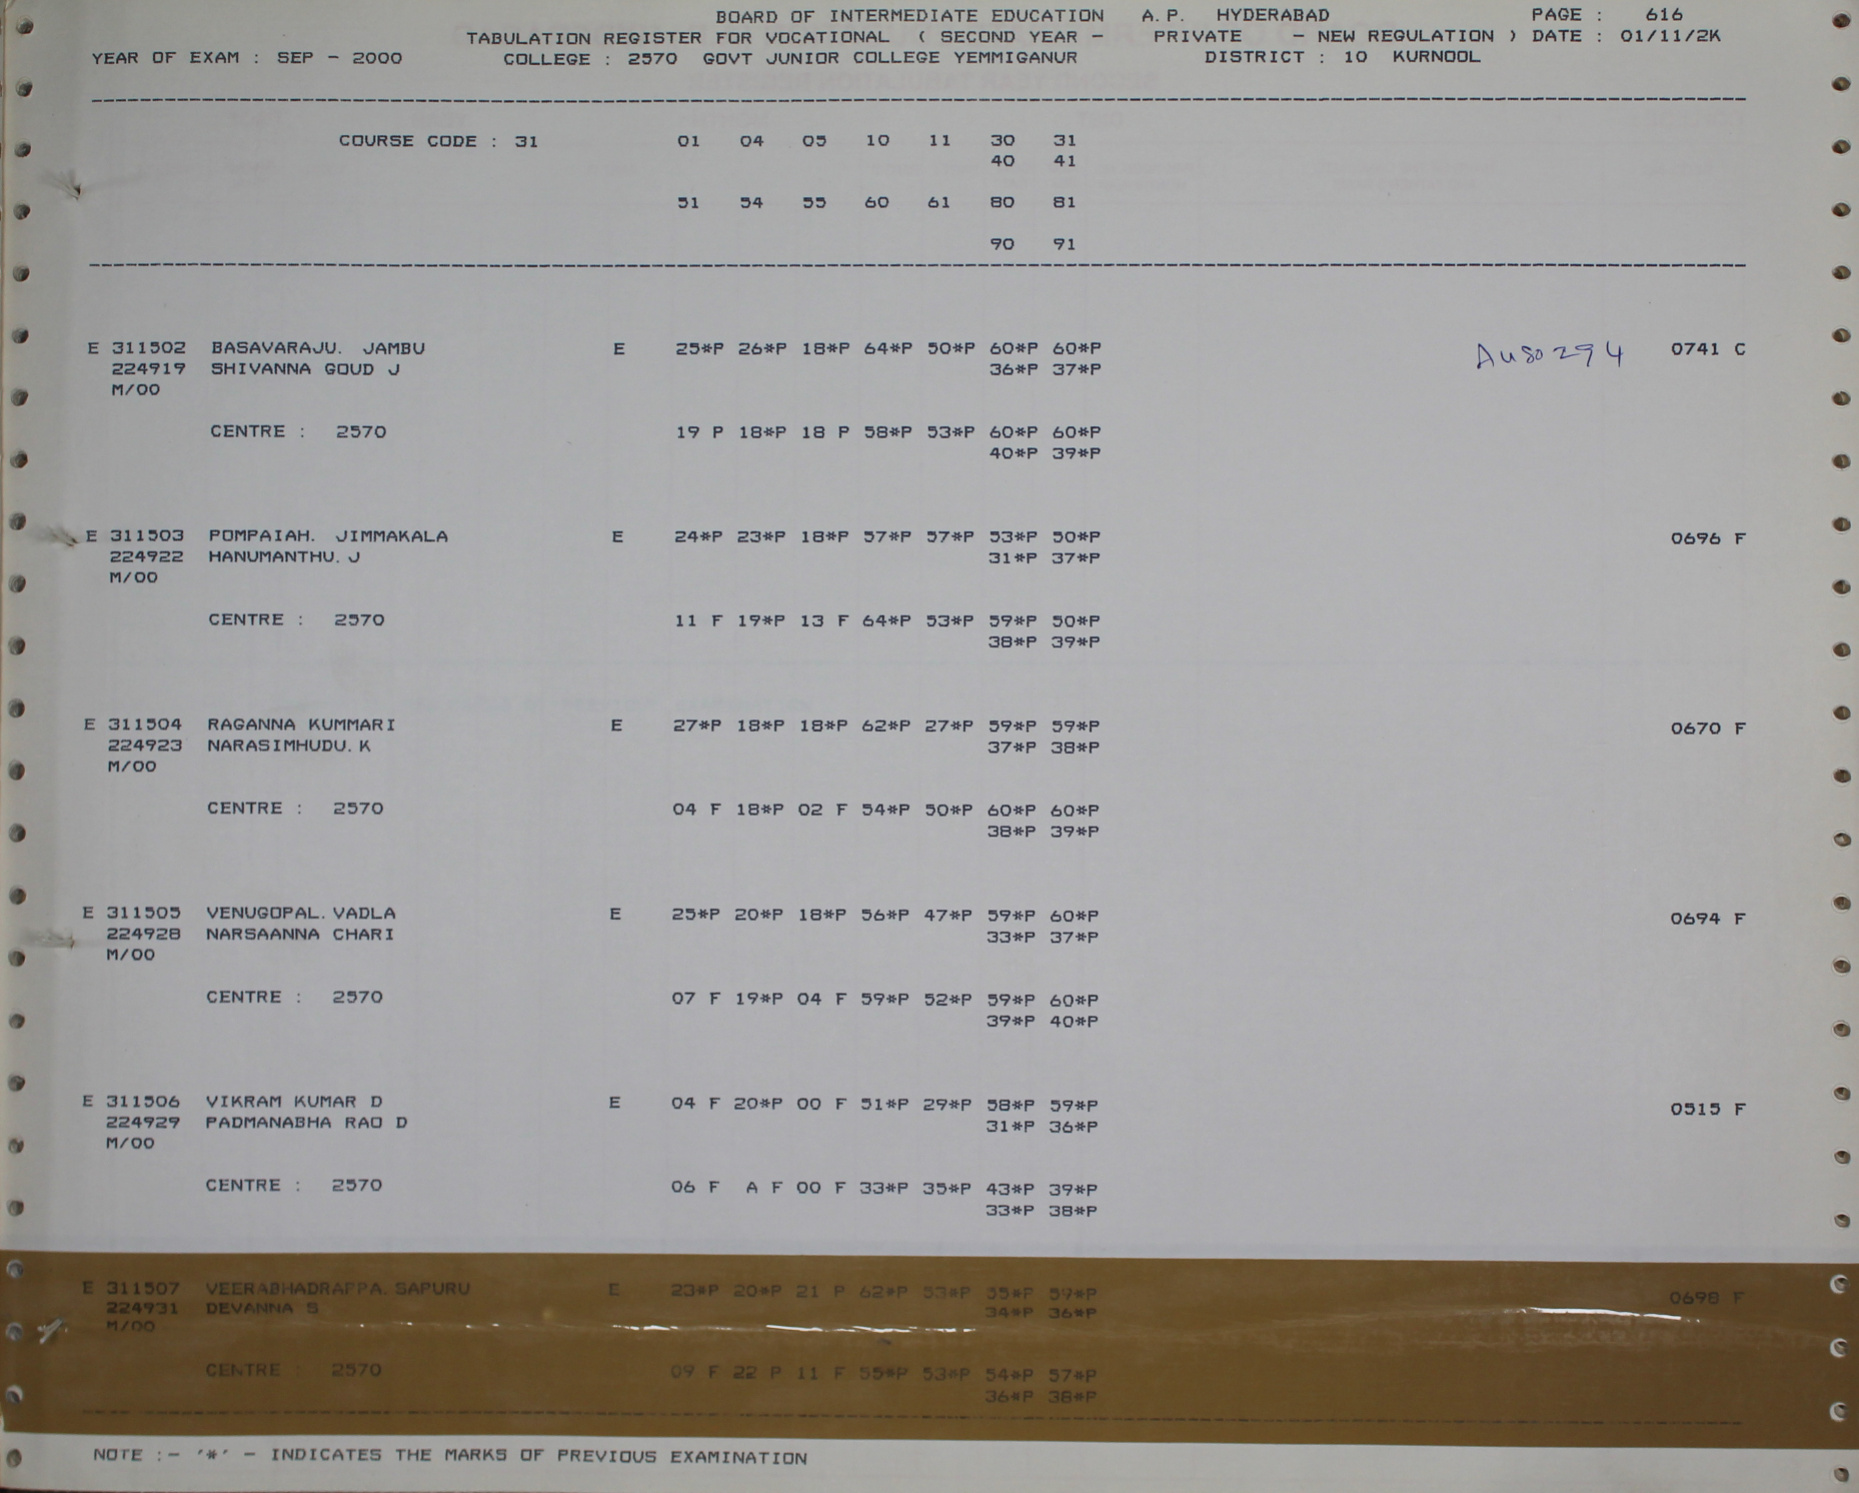 BOARD OF INTERMEDIATE EDUCATION A.P. HYDERABAD PAGE : 616
TABULATION REGISTER FOR VOCATIONAL ( SECOND YEAR - PRIVATE - NEW REGULATION ) DATE : 01/11/2K
YEAR OF EXAM : SEP - 2000 COLLEGE : 2570 GOVT JUNIOR COLLEGE YEMMIGANUR DISTRICT : 10 KURNOOL
COURSE CODE : 31 01 04 05 10 11 30 31
40 41
51 54 55 60 61 80 81
90 91
E 311502 BASAVARAJU. JAMBU E 25*P 26*P 18*P 64*P 50*P 60*P 60*P AU80294 0741 C
224919 SHIVANNA GOUD J 36*P 37*P
M/00
CENTRE : 2570 19 P 18*P 18 P 58*P 53*P 60*P 60*P
40*P 39*P
E 311503 POMPAIAH. JIMMAKALA E 24*P 23*P 18*P 57*P 57*P 53*P 50*P 0696 F
224922 HANUMANTHU. J 31*P 37*P
M/00
CENTRE : 2570 11 F 19*P 13 F 64*P 53*P 59*P 50*P
38*P 39*P
E 311504 RAGANNA KUMMARI E 27*P 18*P 18*P 62*P 27*P 59*P 59*P 0670 F
224923 NARASIMHUDU. K 37*P 38*P
M/00
CENTRE : 2570 04 F 18*P 02 F 54*P 50*P 60*P 60*P
38*P 39*P
E 311505 VENUGOPAL. VADLA E 25*P 20*P 18*P 56*P 47*P 59*P 60*P 0694 F
224928 NARSAANNA CHARI 33*P 37*P
M/00
CENTRE : 2570 07 F 19*P 04 F 59*P 52*P 59*P 60*P
39*P 40*P
E 311506 VIKRAM KUMAR D E 04 F 20*P 00 F 51*P 29*P 58*P 59*P 0515 F
224929 PADMANABHA RAO D 31*P 36*P
M/00
CENTRE : 2570 06 F A F 00 F 33*P 35*P 43*P 39*P
33*P 38*P
E 311507 VEERABHADRAPPA. SAPURU E 23*P 20*P 21 P 62*P 53*P 55*P 59*P 0698 F
224931 DEVANNA S 34*P 36*P
M/00
CENTRE : 2570 09 F 22 P 11 F 55*P 53*P 54*P 57*P
36*P 38*P
NOTE :- '*' - INDICATES THE MARKS OF PREVIOUS EXAMINATION